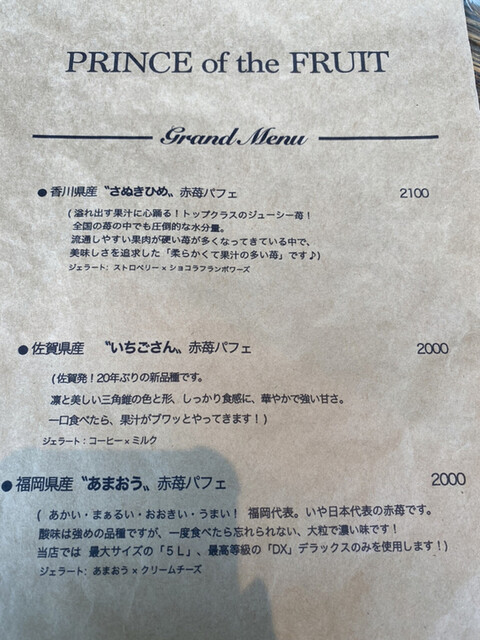 PRINCE of the FRUIT
Grand Menu
●香川県産〝さぬきひめ〟赤苺パフェ 2100
(溢れ出す果汁に心踊る!トップクラスのジューシー苺!
全国の苺の中でも圧倒的な水分量。
流通しやすい果肉が硬い苺が多くなってきている中で、
美味しさを追求した「柔らかくて果汁の多い苺」です♪)
ジェラート: ストロベリー×ショコラフランボワーズ
●佐賀県産 〝いちごさん〟赤苺パフェ 2000
(佐賀発!20年ぶりの新品種です。
凛と美しい三角錐の色と形、しっかり食感に、華やかで強い甘さ。
一口食べたら、果汁がブワッとやってきます!)
ジェラート: コーヒー×ミルク
●福岡県産〝あまおう〟赤苺パフェ 2000
( あかい・まぁるい・おおきい・うまい! 福岡代表。いや日本代表の赤苺です。
酸味は強めの品種ですが、一度食べたら忘れられない、大粒で濃い味です!
当店では 最大サイズの「5L」、最高等級の「DX」デラックスのみを使用します!)
ジェラート: あまおう×クリームチーズ